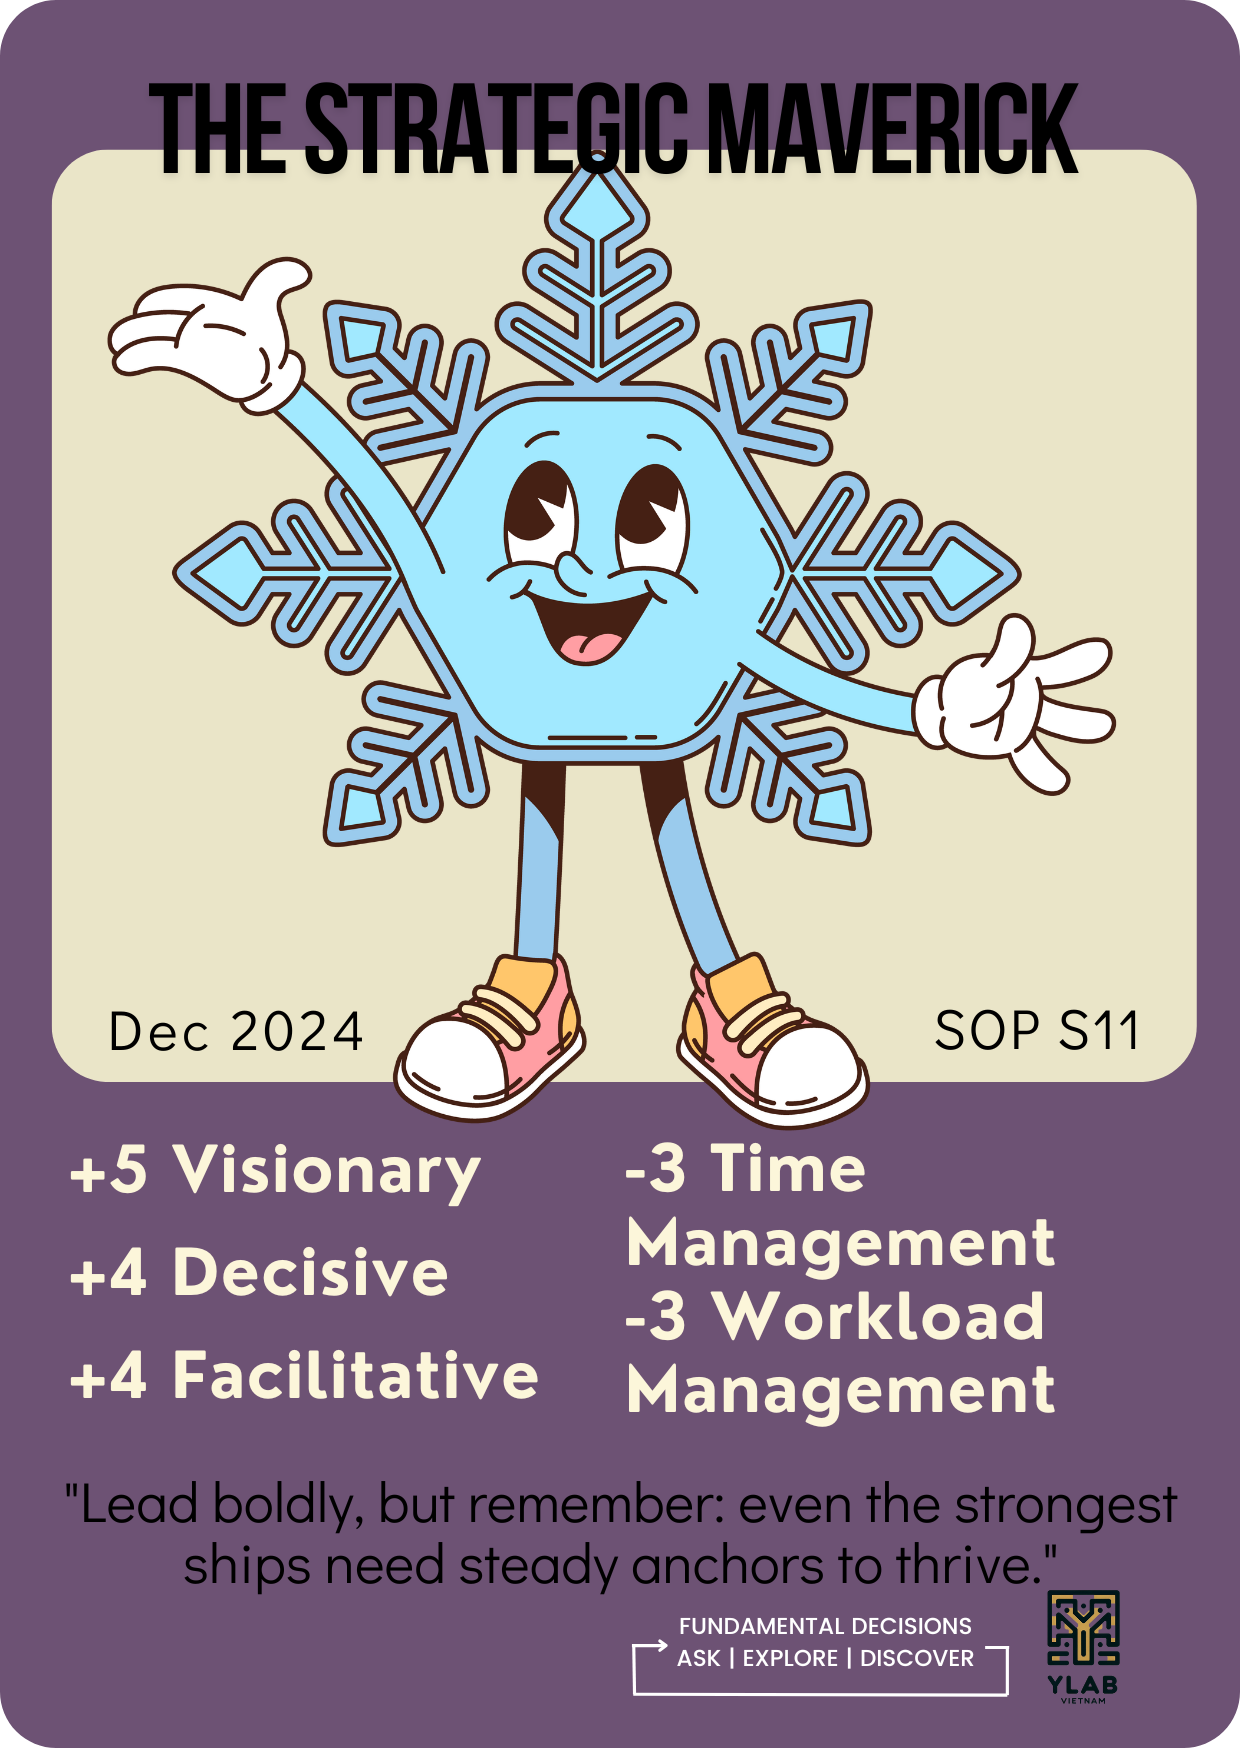 THE STRATEGIC MAVERICK
Dec 2024
SOP S11
+5 Visionary
+4 Decisive
+4 Facilitative
-3 Time
Management
-3 Workload
Management
"Lead boldly, but remember: even the strongest
ships need steady anchors to thrive."
FUNDAMENTAL DECISIONS
ASK | EXPLORE | DISCOVER
YLAB
VIETNAM